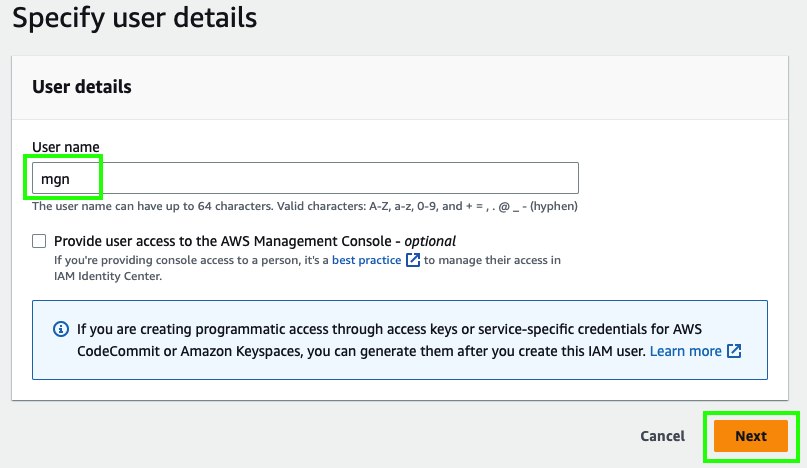 Specify user details
User details
User name
mgn
The user name can have up to 64 characters. Valid characters: A-Z, a-z, 0-9, and + = , . @ _ - (hyphen)
Provide user access to the AWS Management Console - optional
If you're providing console access to a person, it's a best practice to manage their access in
IAM Identity Center.
If you are creating programmatic access through access keys or service-specific credentials for AWS
CodeCommit or Amazon Keyspaces, you can generate them after you create this IAM user. Learn more
Cancel
Next